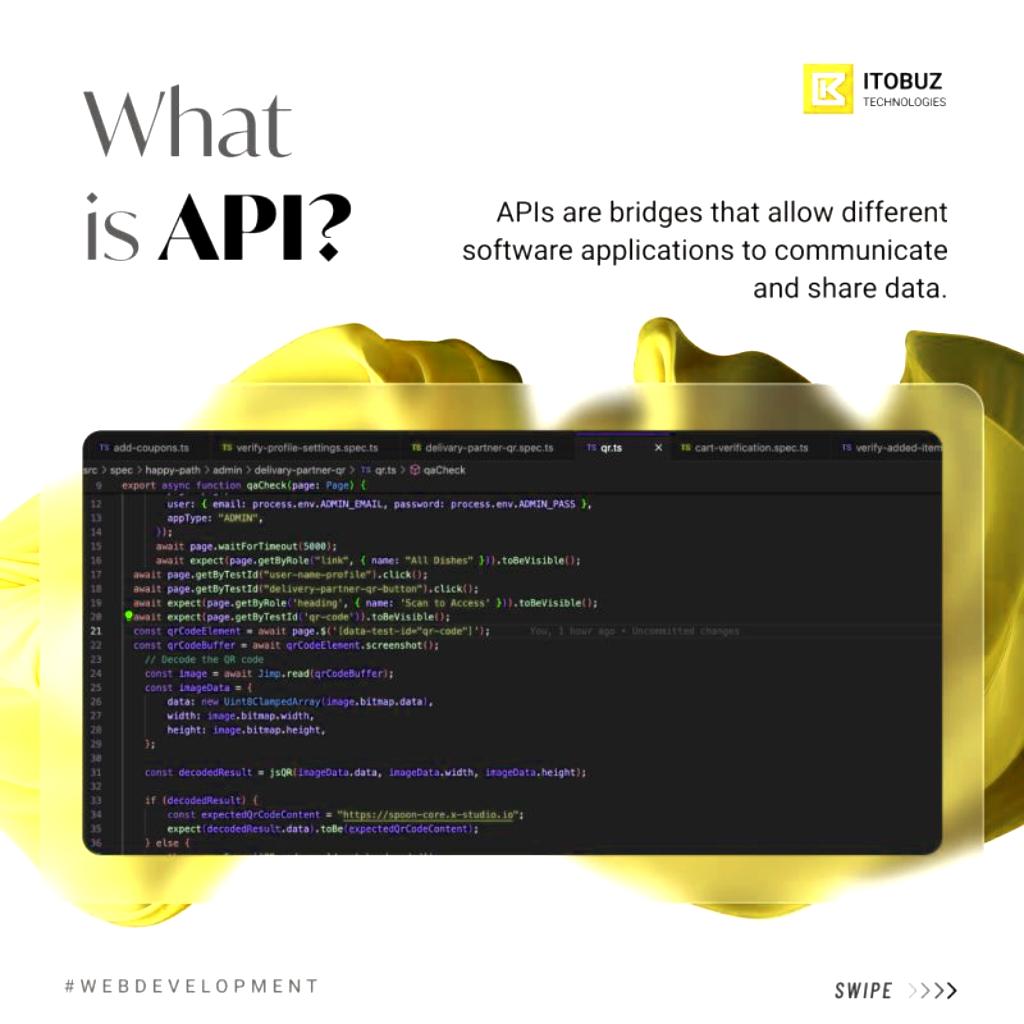 What
is API?
ITOBUZ
TECHNOLOGIES
APIs are bridges that allow different
software applications to communicate
and share data.
TS add-coupons.ts TS verify-profile-settings.spec.ts TS delivary-partner-qr.spec.ts TS qr.ts × TS cart-verification.spec.ts TS verify-added-item
src > spec > happy-path > admin > delivary-partner-qr > TS qr.ts > qaCheck
9 export async function qaCheck(page: Page) {
12 user: { email: process.env.ADMIN_EMAIL, password: process.env.ADMIN_PASS },
13 appType: "ADMIN",
14 });
15 await page.waitForTimeout(5000);
16 await expect(page.getByRole("link", { name: "All Dishes" })).toBeVisible();
17 await page.getByTestId("user-name-profile").click();
18 await page.getByTestId("delivery-partner-qr-button").click();
19 await expect(page.getByRole('heading', { name: 'Scan to Access' })).toBeVisible();
20 await expect(page.getByTestId('qr-code')).toBeVisible();
21 const qrCodeElement = await page.$('[data-test-id="qr-code"]'); You, 1 hour ago • Uncommitted changes
22 const qrCodeBuffer = await qrCodeElement.screenshot();
23 // Decode the QR code
24 const image = await Jimp.read(qrCodeBuffer);
25 const imageData = {
26 data: new Uint8ClampedArray(image.bitmap.data),
27 width: image.bitmap.width,
28 height: image.bitmap.height,
29 };
30
31 const decodedResult = jsQR(imageData.data, imageData.width, imageData.height);
32
33 if (decodedResult) {
34 const expectedQrCodeContent = "https://spoon-core.x-studio.io";
35 expect(decodedResult.data).toBe(expectedQrCodeContent);
36 } else {
#WEBDEVELOPMENT
SWIPE >>>>